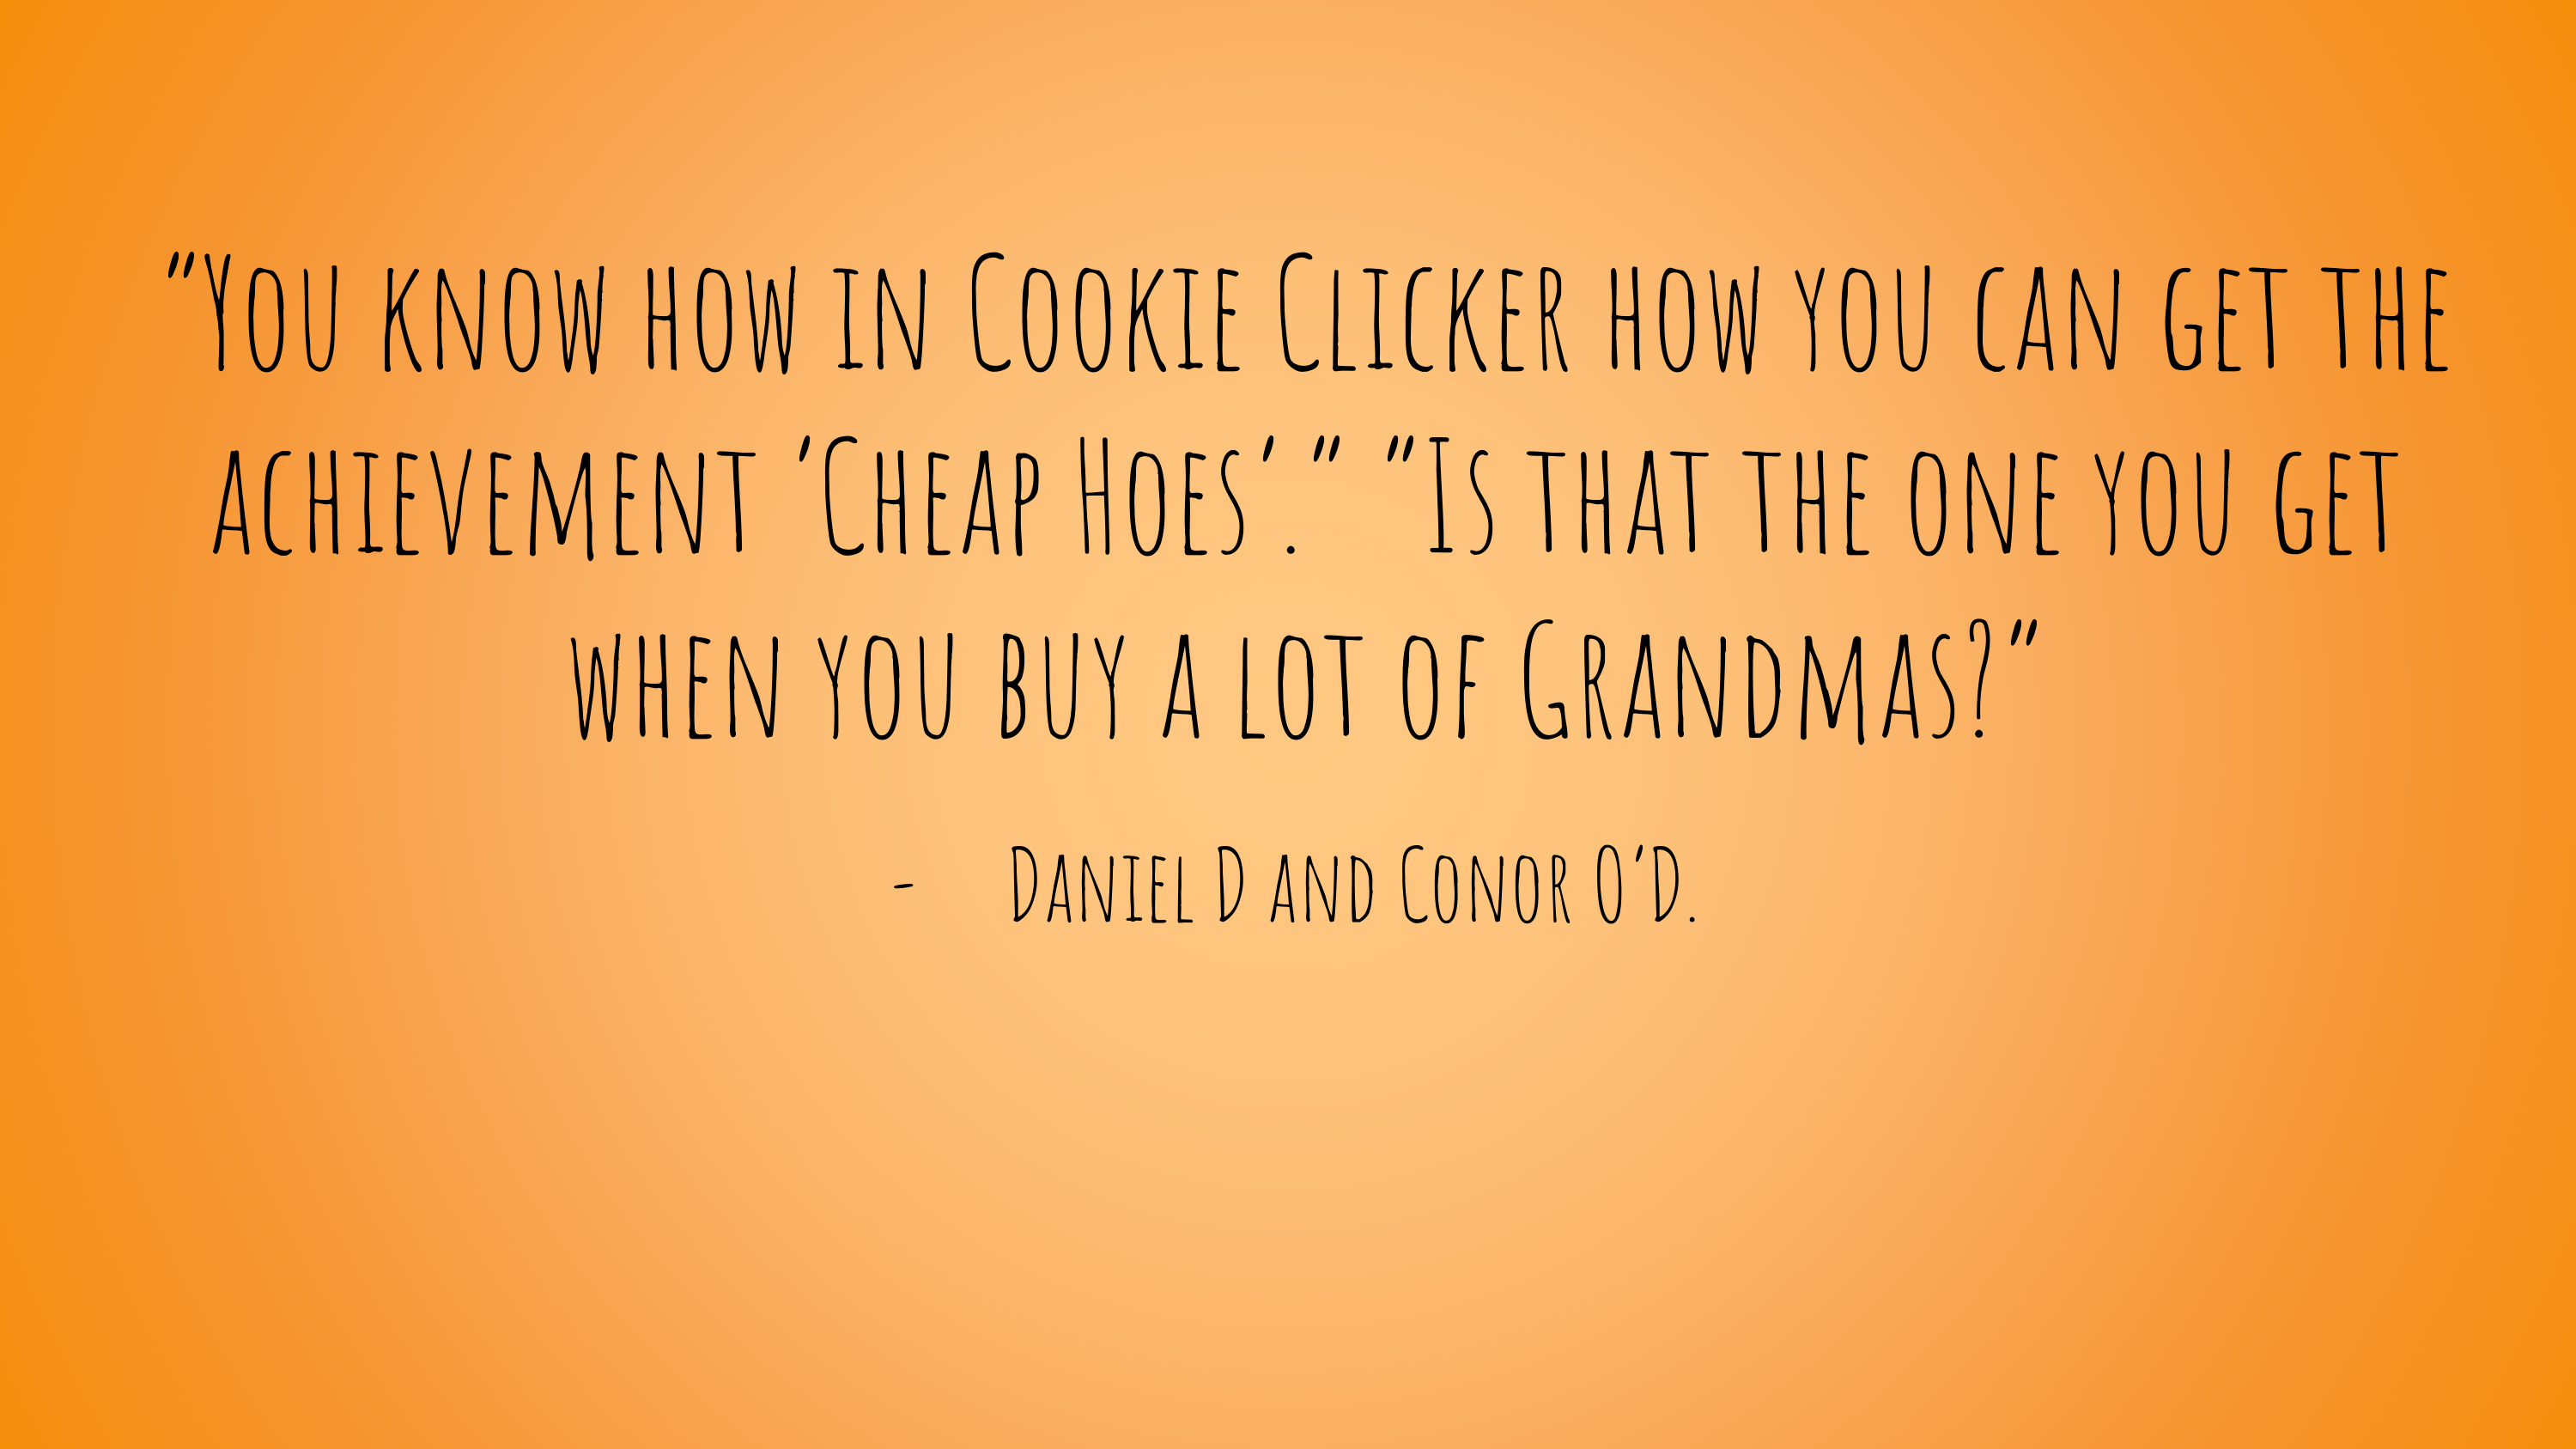 "You know how in Cookie Clicker how you can get the
achievement 'Cheap Hoes'." "Is that the one you get
when you buy a lot of Grandmas?"
- Daniel D and Conor O'D.